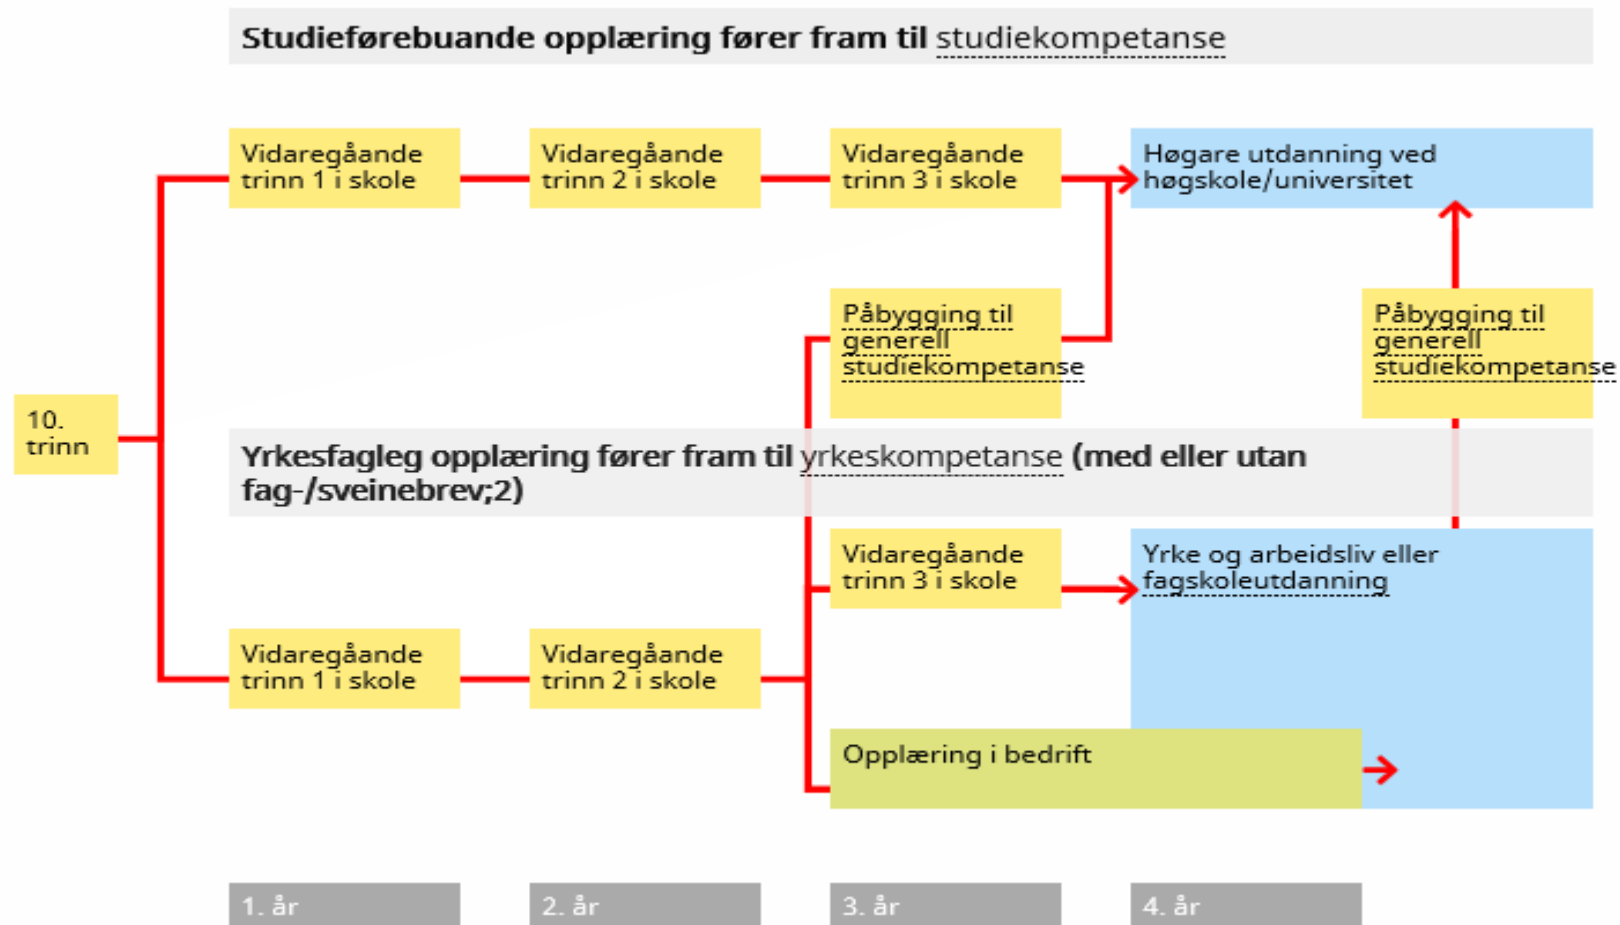 Studieførebuande opplæring fører fram til studiekompetanse
Vidaregåande
trinn 1 i skole
Vidaregåande
trinn 2 i skole
Vidaregåande
trinn 3 i skole
Høgare utdanning ved
høgskole/universitet
Påbygging til
generell
studiekompetanse
Påbygging til
generell
studiekompetanse
10.
trinn
Yrkesfagleg opplæring fører fram til yrkeskompetanse (med eller utan
fag-/sveinebrev;2)
Vidaregåande
trinn 3 i skole
Yrke og arbeidsliv eller
fagskoleutdanning
Vidaregåande
trinn 1 i skole
Vidaregåande
trinn 2 i skole
Opplæring i bedrift
1. år
2. år
3. år
4. år